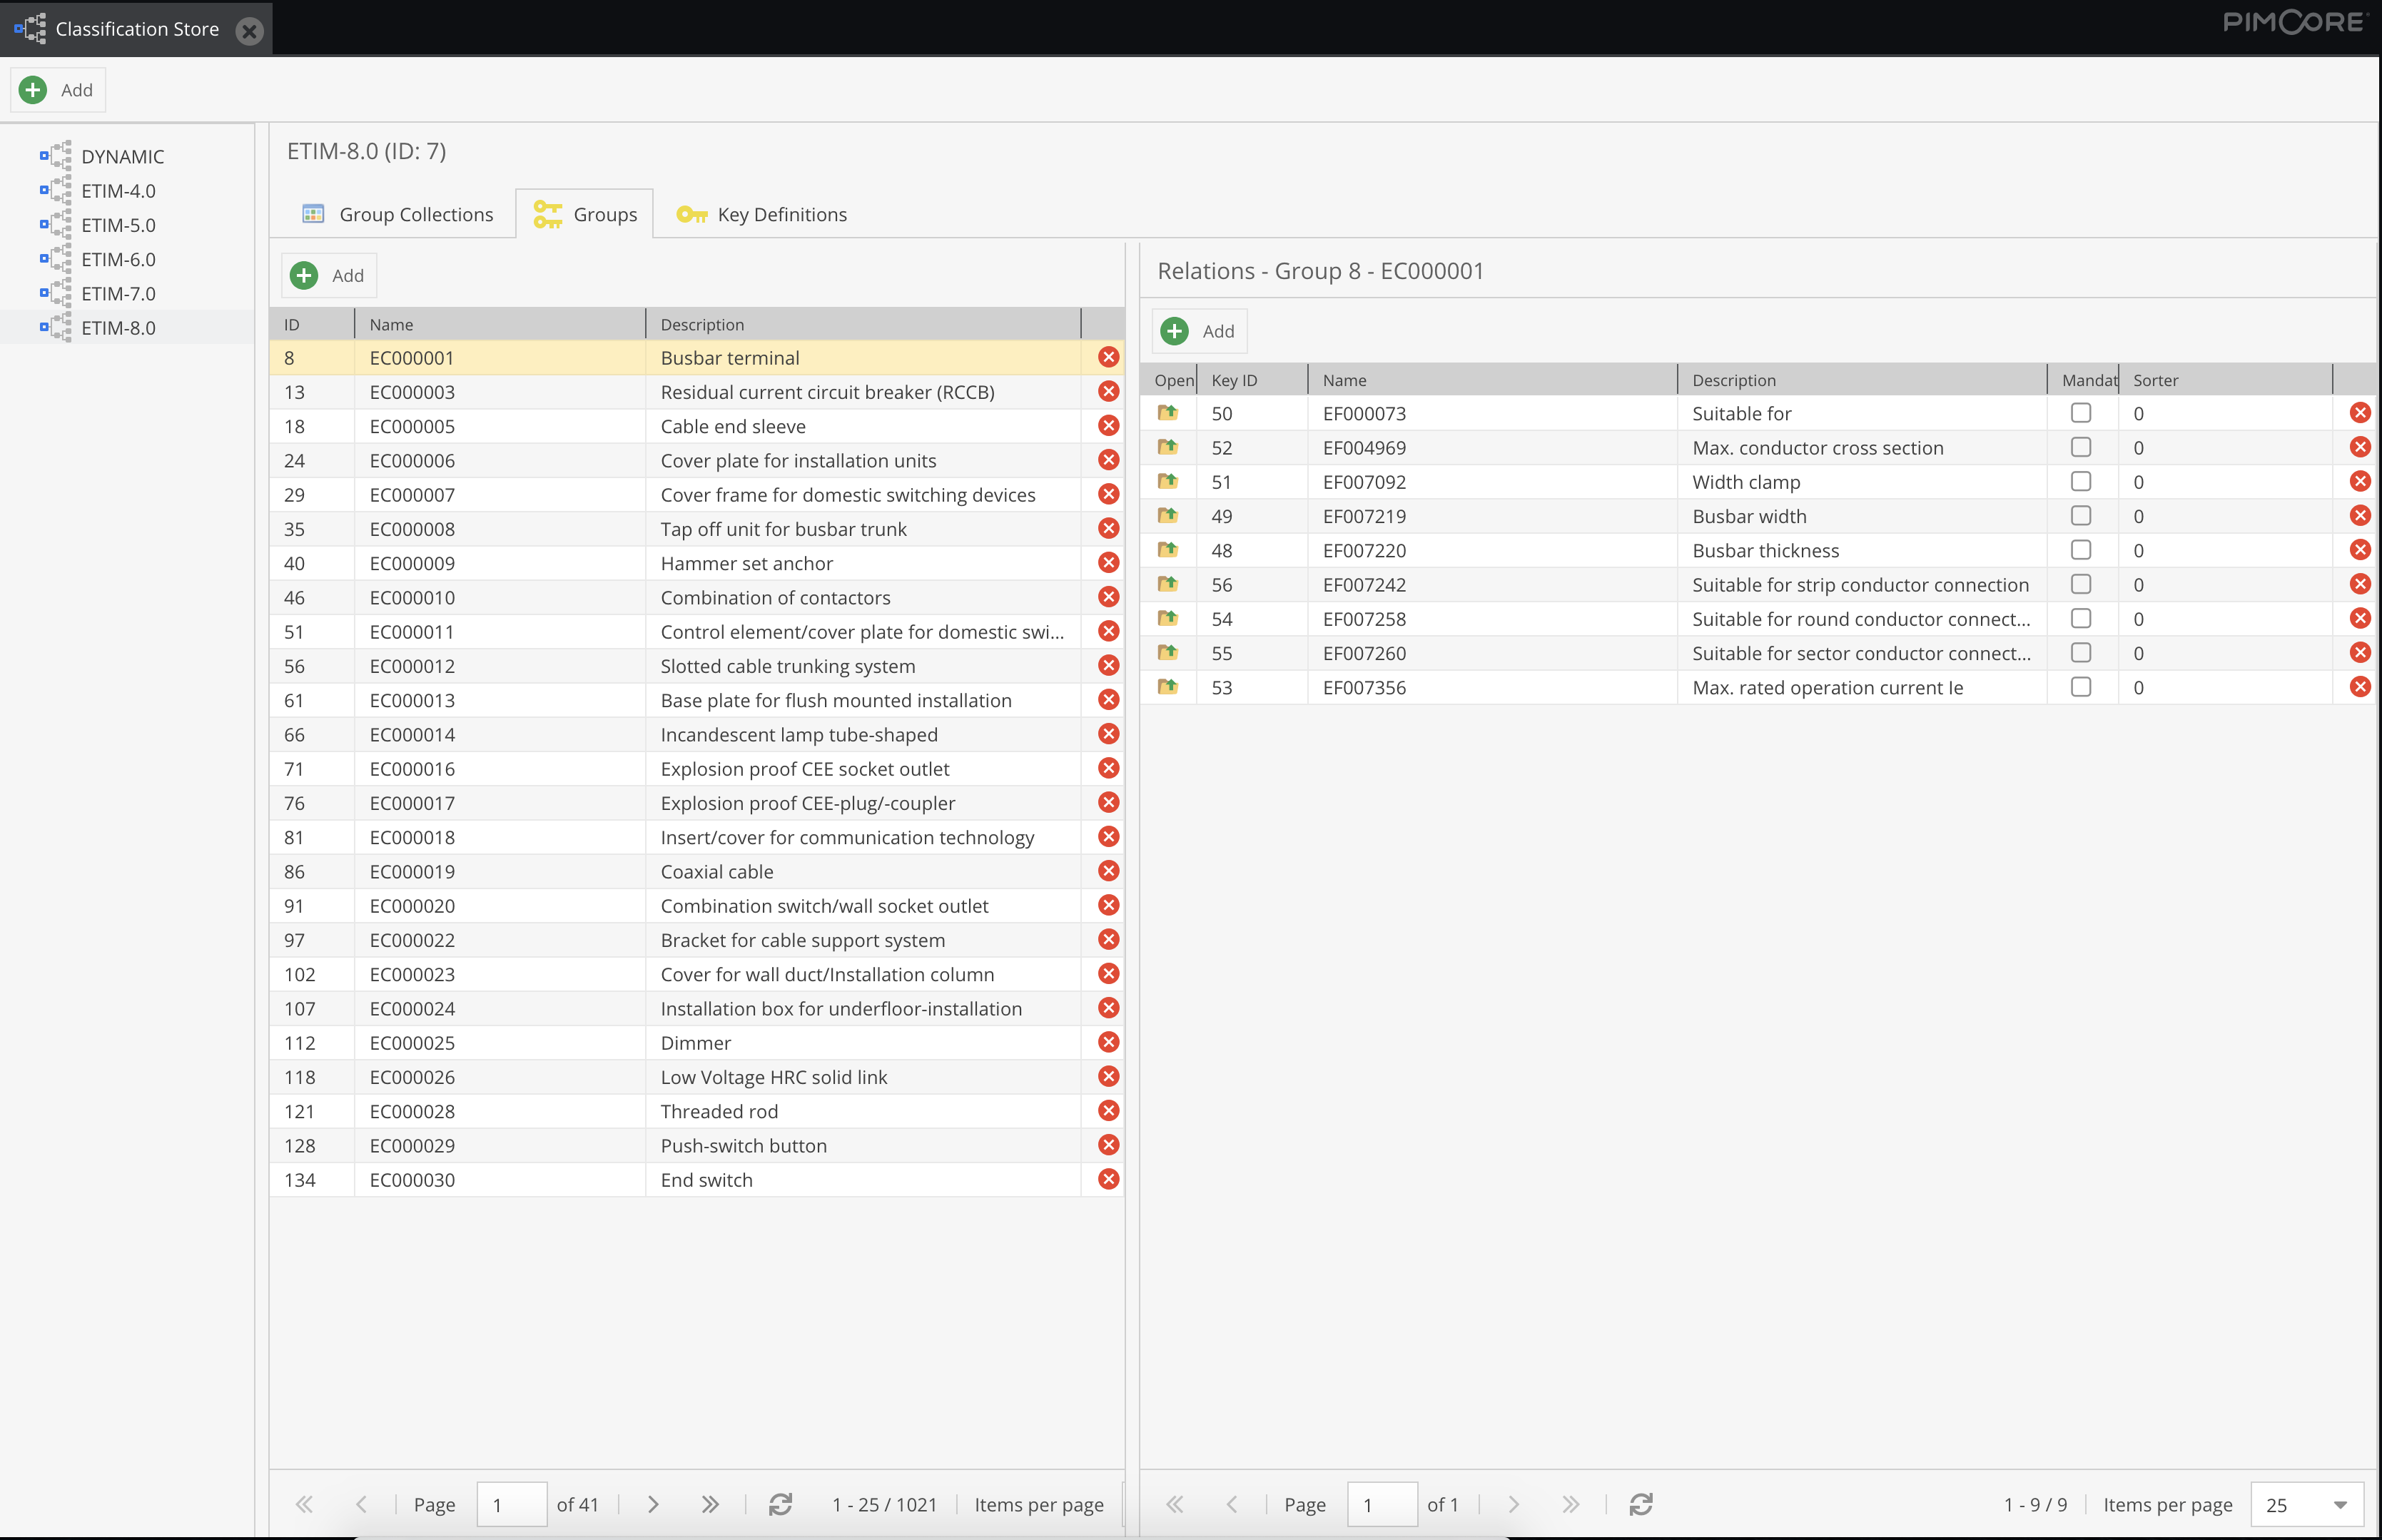 Classification Store
PIMCORE
Add
DYNAMIC
ETIM-4.0
ETIM-5.0
ETIM-6.0
ETIM-7.0
ETIM-8.0
ETIM-8.0 (ID: 7)
Group Collections Groups Key Definitions
Add
ID Name Description
8 EC000001 Busbar terminal
13 EC000003 Residual current circuit breaker (RCCB)
18 EC000005 Cable end sleeve
24 EC000006 Cover plate for installation units
29 EC000007 Cover frame for domestic switching devices
35 EC000008 Tap off unit for busbar trunk
40 EC000009 Hammer set anchor
46 EC000010 Combination of contactors
51 EC000011 Control element/cover plate for domestic swi...
56 EC000012 Slotted cable trunking system
61 EC000013 Base plate for flush mounted installation
66 EC000014 Incandescent lamp tube-shaped
71 EC000016 Explosion proof CEE socket outlet
76 EC000017 Explosion proof CEE-plug/-coupler
81 EC000018 Insert/cover for communication technology
86 EC000019 Coaxial cable
91 EC000020 Combination switch/wall socket outlet
97 EC000022 Bracket for cable support system
102 EC000023 Cover for wall duct/Installation column
107 EC000024 Installation box for underfloor-installation
112 EC000025 Dimmer
118 EC000026 Low Voltage HRC solid link
121 EC000028 Threaded rod
128 EC000029 Push-switch button
134 EC000030 End switch
Page 1 of 41 1 - 25 / 1021 Items per page
Relations - Group 8 - EC000001
Add
Open Key ID Name Description Mandat Sorter
50 EF000073 Suitable for 0
52 EF004969 Max. conductor cross section 0
51 EF007092 Width clamp 0
49 EF007219 Busbar width 0
48 EF007220 Busbar thickness 0
56 EF007242 Suitable for strip conductor connection 0
54 EF007258 Suitable for round conductor connect... 0
55 EF007260 Suitable for sector conductor connect... 0
53 EF007356 Max. rated operation current Ie 0
Page 1 of 1 1 - 9 / 9 Items per page 25